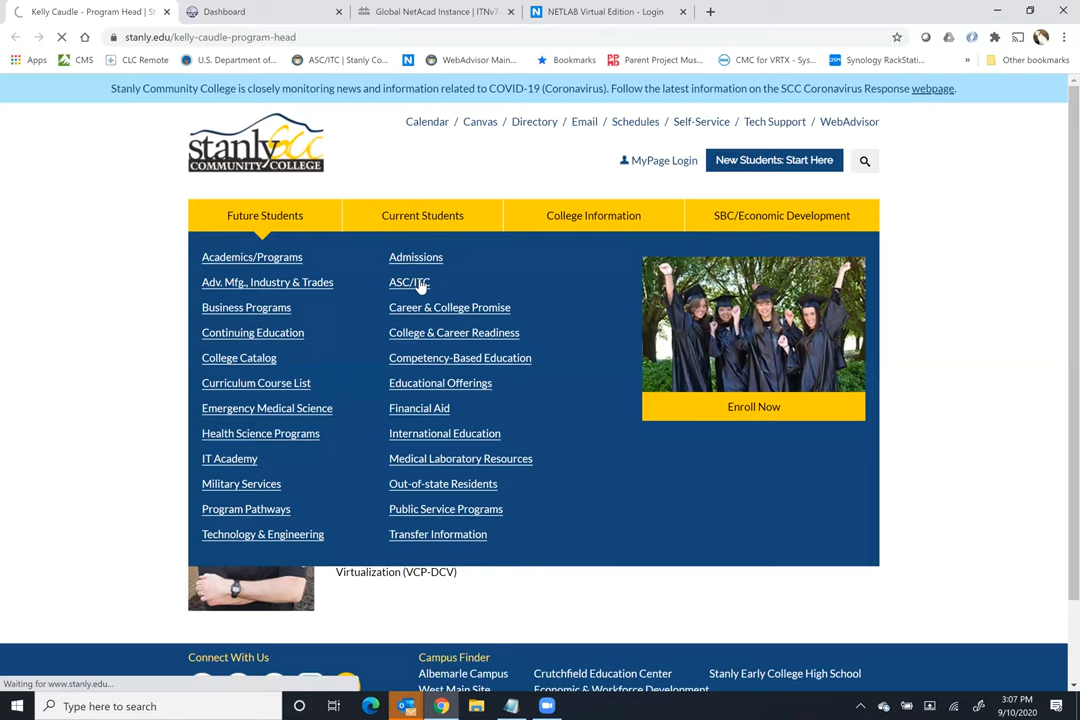 Kelly Caudle - Program Head | St
Dashboard
Global NetAcad Instance | ITNv7
NETLAB Virtual Edition - Login
stanly.edu/kelly-caudle-program-head
Apps
CMS
CLC Remote
U.S. Department of...
ASC/ITC | Stanly Co...
WebAdvisor Main...
Bookmarks
Parent Project Mus...
CMC for VRTX - Sys...
Synology RackStati...
Other bookmarks
Stanly Community College is closely monitoring news and information related to COVID-19 (Coronavirus). Follow the latest information on the SCC Coronavirus Response webpage.
Calendar / Canvas / Directory / Email / Schedules / Self-Service / Tech Support / WebAdvisor
stanly SCC
COMMUNITY COLLEGE
MyPage Login
New Students: Start Here
Future Students
Current Students
College Information
SBC/Economic Development
Academics/Programs
Adv. Mfg., Industry & Trades
Business Programs
Continuing Education
College Catalog
Curriculum Course List
Emergency Medical Science
Health Science Programs
IT Academy
Military Services
Program Pathways
Technology & Engineering
Admissions
ASC/ITC
Career & College Promise
College & Career Readiness
Competency-Based Education
Educational Offerings
Financial Aid
International Education
Medical Laboratory Resources
Out-of-state Residents
Public Service Programs
Transfer Information
Enroll Now
Virtualization (VCP-DCV)
Connect With Us
Campus Finder
Albemarle Campus
West Main Site
Crutchfield Education Center
Economic & Workforce Development
Stanly Early College High School
Waiting for www.stanly.edu...
Type here to search
3:07 PM
9/10/2020